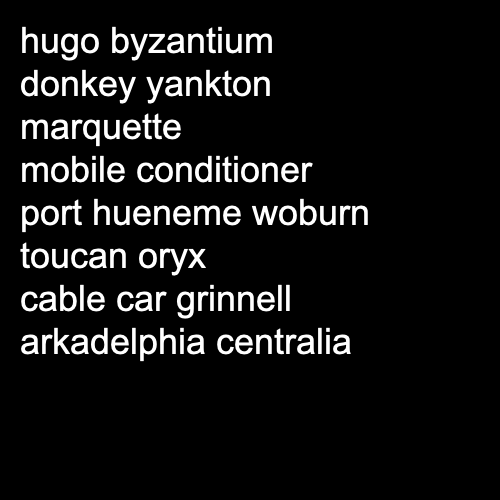 hugo byzantium
donkey yankton
marquette
mobile conditioner
port hueneme woburn
toucan oryx
cable car grinnell
arkadelphia centralia